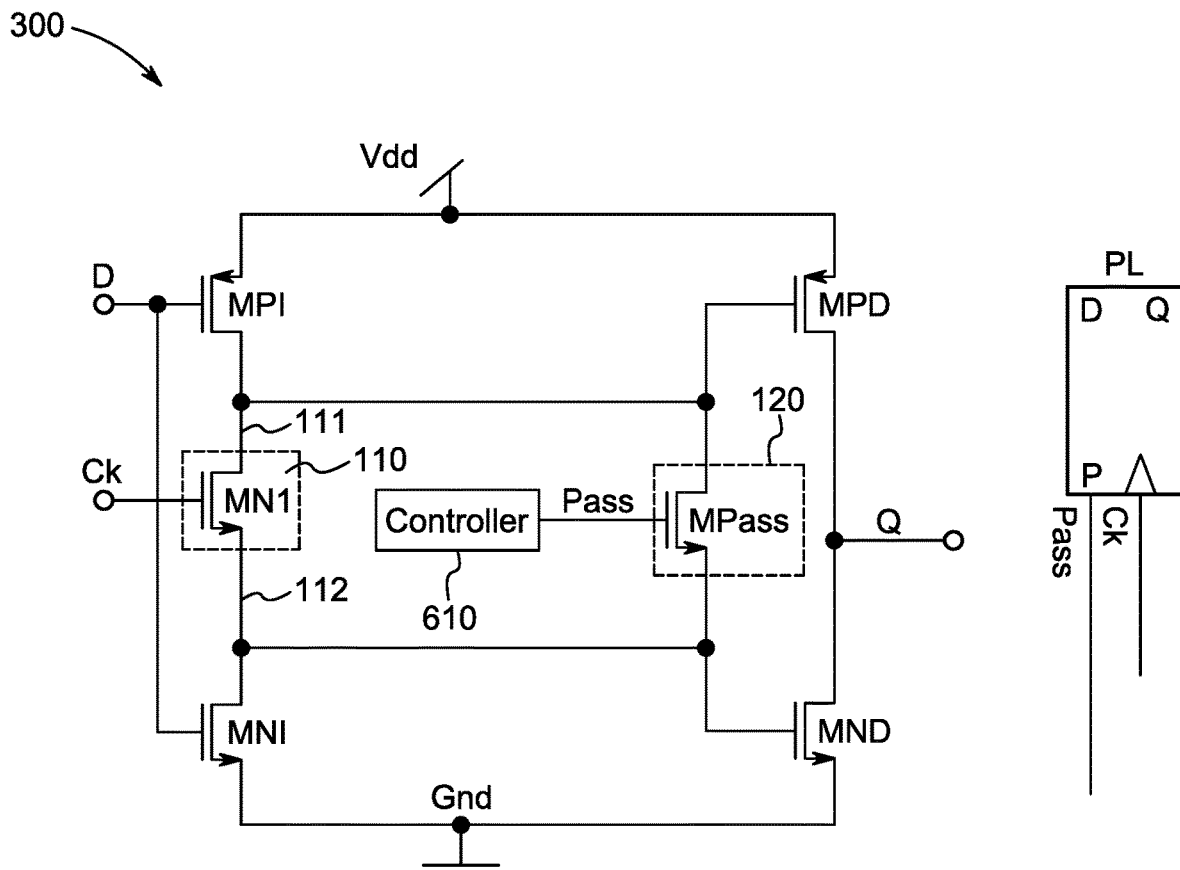 300
Vdd
D
MPI
MPD
PL
D Q
111
120
Ck
110
MN1
Controller
Pass
MPass
Q
P
Pass
Ck
112
610
MNI
MND
Gnd